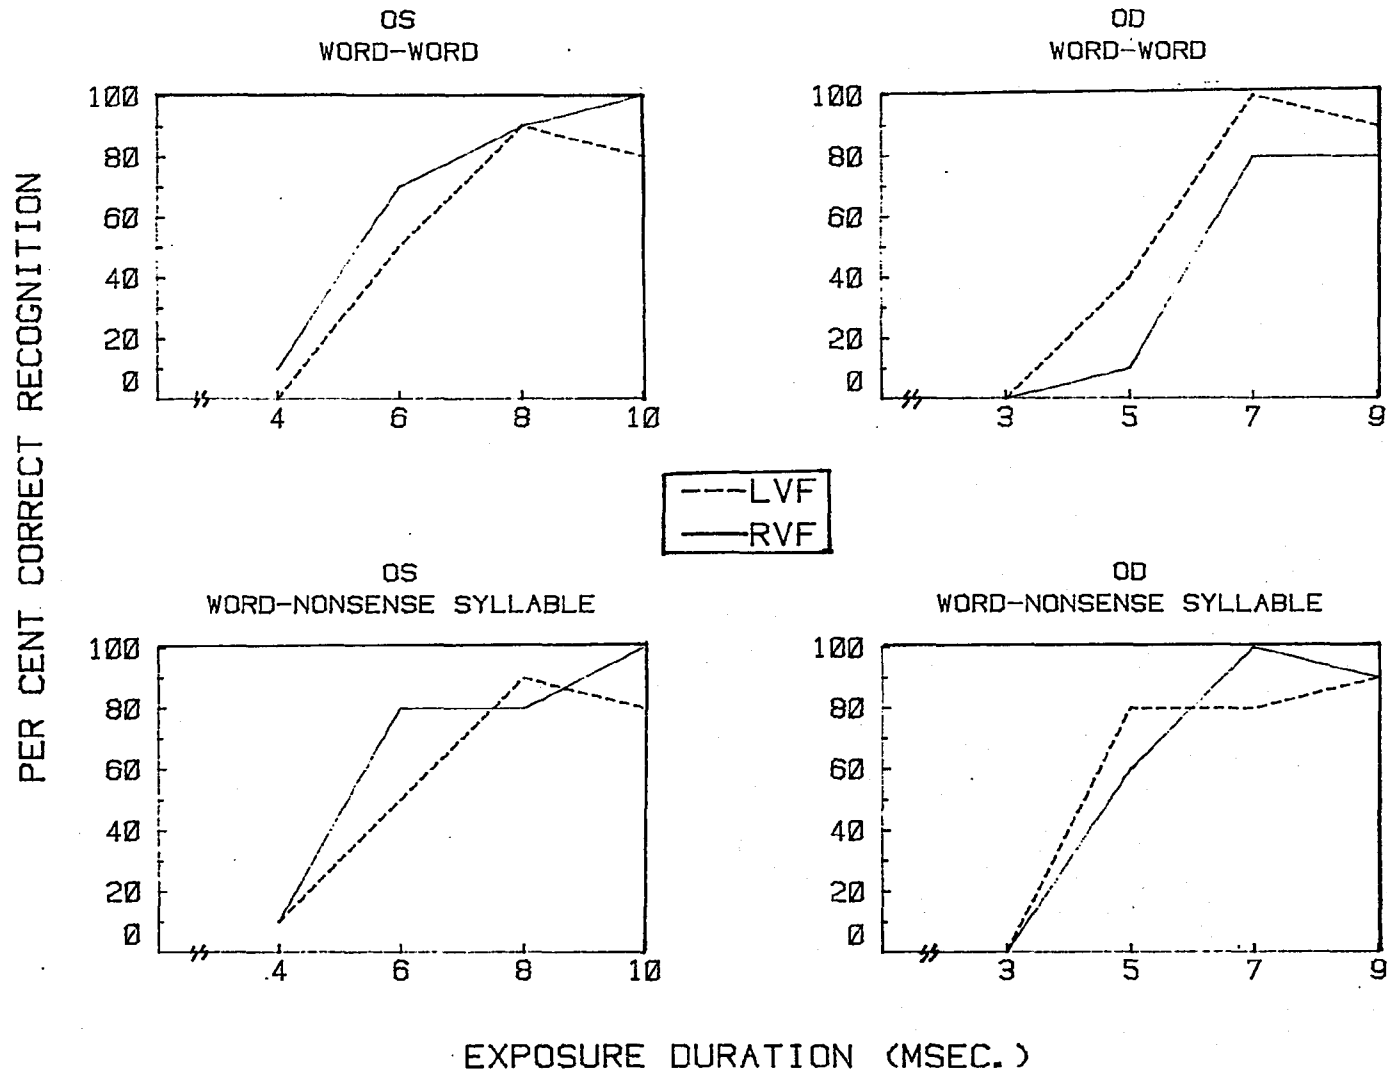 OS
WORD-WORD
100
80
60
40
20
0
4 6 8 10
OD
WORD-WORD
100
80
60
40
20
0
3 5 7 9
PER CENT CORRECT RECOGNITION
LVF
RVF
OS
WORD-NONSENSE SYLLABLE
100
80
60
40
20
0
4 6 8 10
OD
WORD-NONSENSE SYLLABLE
100
80
60
40
20
0
3 5 7 9
EXPOSURE DURATION (MSEC.)